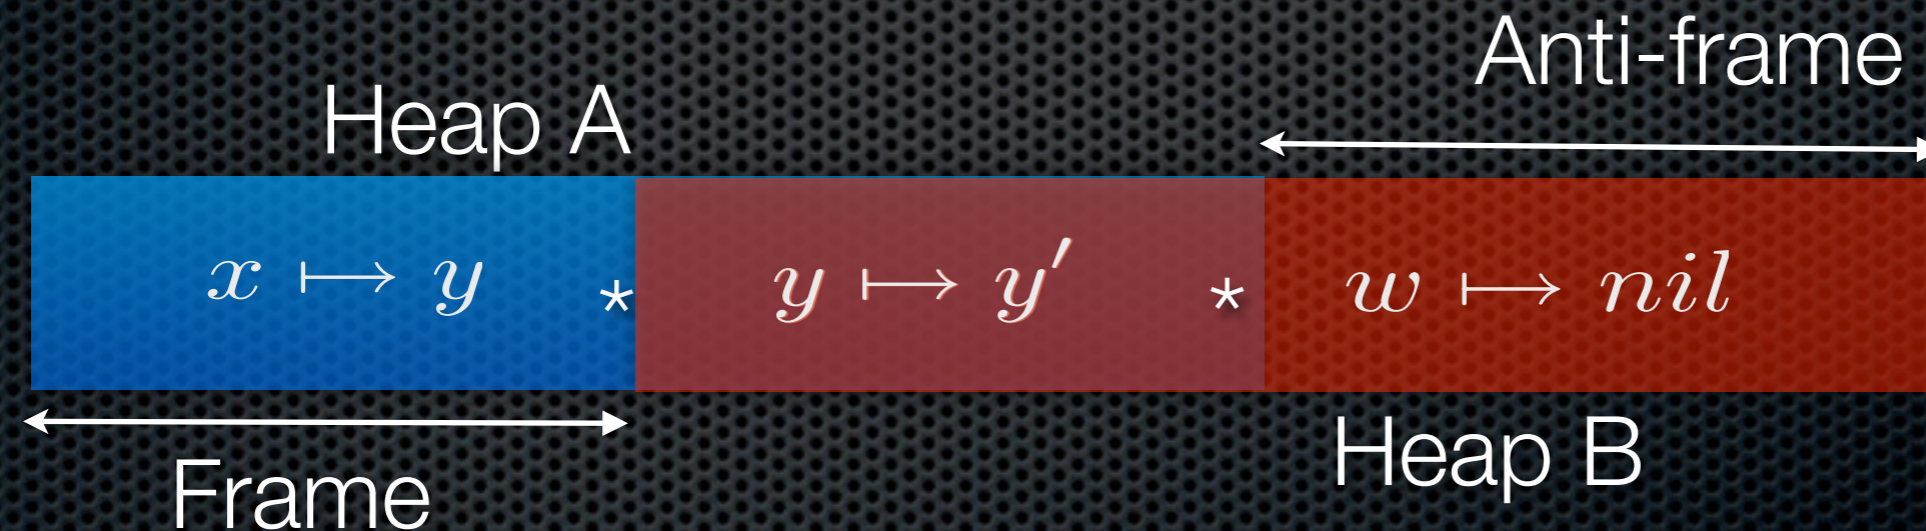 Anti-frame
Heap A
x ↦ y * y ↦ y′ * w ↦ nil
Heap B
Frame